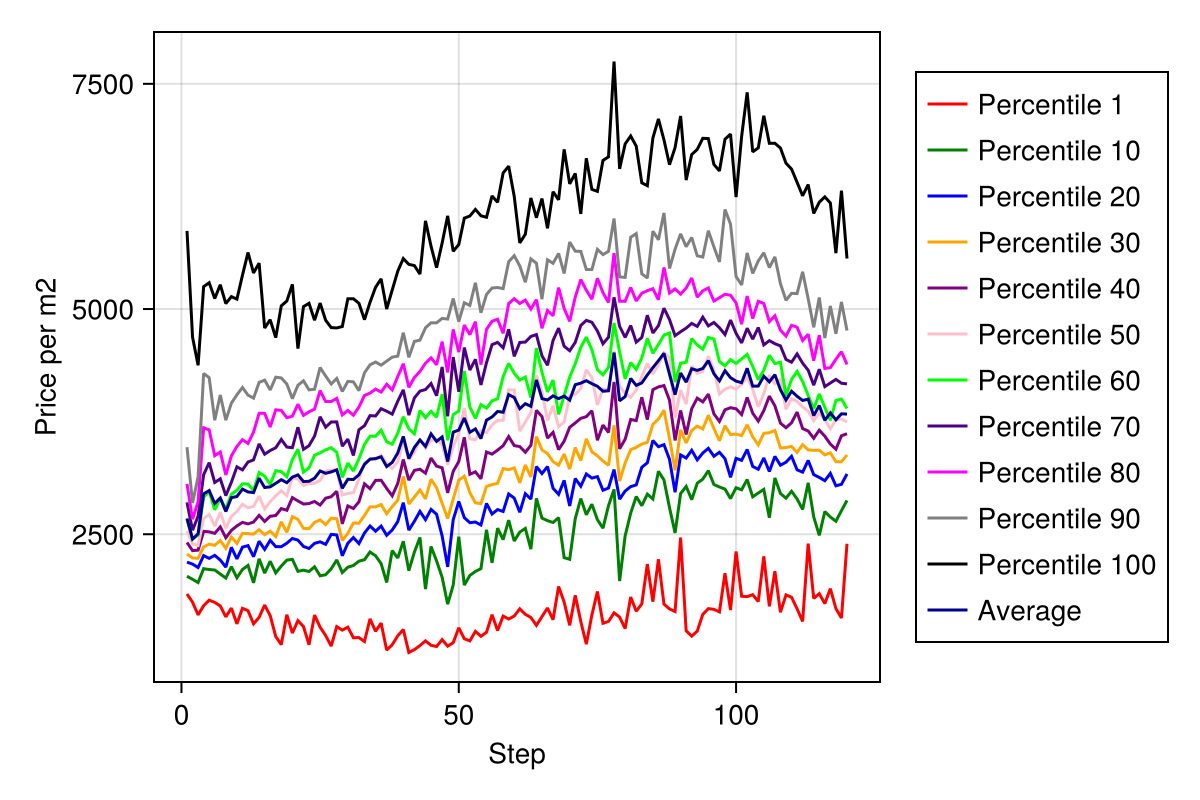 Price per m2
7500
5000
2500
0
50
100
Step
Percentile 1
Percentile 10
Percentile 20
Percentile 30
Percentile 40
Percentile 50
Percentile 60
Percentile 70
Percentile 80
Percentile 90
Percentile 100
Average